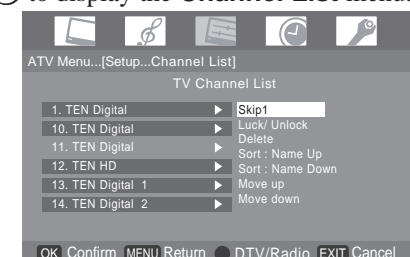 to display the Channel List menu.
ATV Menu...[Setup...Channel List]
TV Channel List
1. TEN Digital
10. TEN Digital
11. TEN Digital
12. TEN HD
13. TEN Digital 1
14. TEN Digital 2
Skip1
Luck/ Unlock
Delete
Sort : Name Up
Sort : Name Down
Move up
Move down
OK Confirm MENU Return DTV/Radio EXIT Cancel